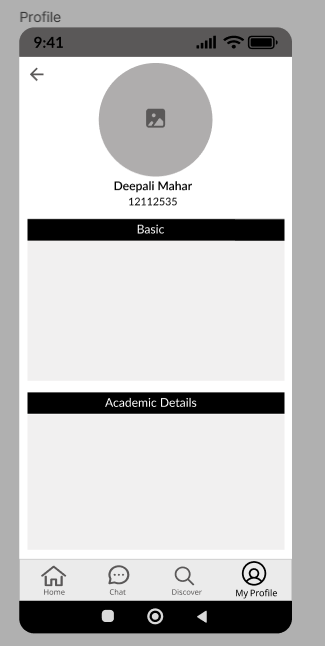 Profile
9:41
Deepali Mahar
12112535
Basic
Academic Details
Home
Chat
Discover
My Profile